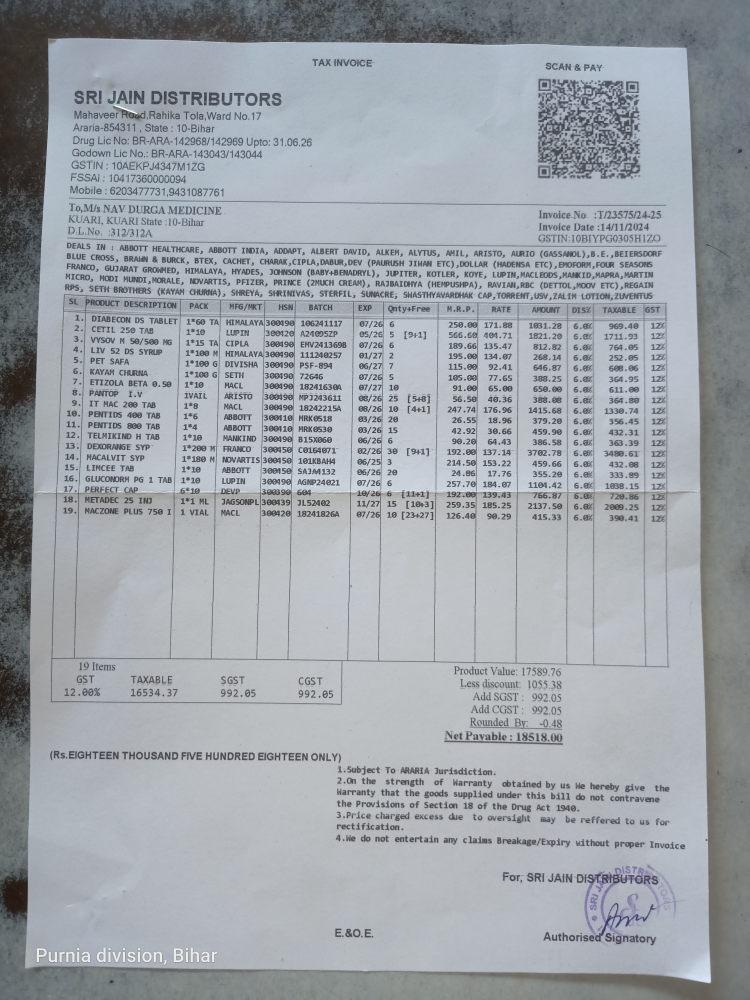 TAX INVOICE
SCAN & PAY
SRI JAIN DISTRIBUTORS
Mahaveer Road,Rahika Tola,Ward No.17
Araria-854311 , State : 10-Bihar
Drug Lic No: BR-ARA-142968/142969 Upto: 31.06.26
Godown Lic No.: BR-ARA-143043/143044
GSTIN : 10AEKPJ4347M1ZG
FSSAI : 10417360000094
Mobile : 6203477731,9431087761
To,M/s NAV DURGA MEDICINE
KUARI, KUARI State :10-Bihar
D.L.No. :312/312A
Invoice No :T/23575/24-25
Invoice Date :14/11/2024
GSTIN:10BIYPG0305H1ZO
DEALS IN : ABBOTT HEALTHCARE, ABBOTT INDIA, ADDAPT, ALBERT DAVID, ALKEM, ALYTUS, AMIL, ARISTO, AURIO (GASSANOL),B.E.,BEIERSDORF
BLUE CROSS, BRAHN & BURCK, BTEX, CACHET, CHARAK,CIPLA,DABUR,DEV (PAURUSH JIHAN ETC),DOLLAR (HADENSA ETC),EMOFORM,FOUR SEASONS
FRANCO, GUJARAT GROWMED, HIMALAYA, HYADES, JOHNSON (BABY+BENADRYL), JUPITER, KOTLER, KOYE, LUPIN,MACLEODS,MANKID,MAPRA,MARTIN
MICRO, MODI MUNDI,MORALE, NOVARTIS, PFIZER, PRINCE (2MUCH CREAM), RAJBAIDHYA (HEMPUSHPA), RAVIAN,RBC (DETTOL,MOOV ETC),REGAIN
RPS, SETH BROTHERS (KAYAM CHURNA), SHREYA, SHRINIVAS, STERFIL, SUNACRE, SHASTHYAVARDHAK CAP,TORRENT,USV,ZALIM LOTION,ZUVENTUS
SL PRODUCT DESCRIPTION PACK MFG/MKT HSN BATCH EXP Qnty+Free M.R.P. RATE AMOUNT DIS% TAXABLE GST
1. DIABECON DS TABLET 1*60 TA HIMALAYA 300490 106241117 07/26 6 250.00 171.88 1031.28 6.0% 969.40 12%
2. CETIL 250 TAB 1*10 LUPIN 300420 A24095ZP 05/26 5 [9+1] 566.60 404.71 1821.20 6.0% 1711.93 12%
3. VYSOV M 50/500 MG 1*15 TA CIPLA 300490 EMV241369B 07/26 6 189.66 135.47 812.82 6.0% 764.05 12%
4. LIV 52 DS SYRUP 1*100 M HIMALAYA 300490 111240257 01/27 2 195.00 134.07 268.14 6.0% 252.05 12%
5. PET SAFA 1*100 G DIVISHA 300490 P5F-894 06/27 7 115.00 92.41 646.87 6.0% 608.06 12%
6. KAYAM CHURNA 1*100 G SETH 300490 72646 07/26 5 105.00 77.65 388.25 6.0% 364.95 12%
7. ETIZOLA BETA 0.50 1*10 MACL 300490 18241630A 07/27 10 91.00 65.00 650.00 6.0% 611.00 12%
8. PANTOP I.V 1VAIL ARISTO 300490 MPJ243611 08/26 25 [5+8] 56.50 40.36 388.08 6.0% 364.80 12%
9. IT MAC 200 TAB 1*8 MACL 300490 18242215A 08/26 10 [4+1] 247.74 176.96 1415.68 6.0% 1330.74 12%
10. PENTIDS 400 TAB 1*6 ABBOTT 300410 MRK0518 03/26 20 26.55 18.96 379.20 6.0% 356.45 12%
11. PENTIDS 800 TAB 1*4 ABBOTT 300410 MRK0530 03/26 15 42.92 30.66 459.90 6.0% 432.31 12%
12. TELMIKIND H TAB 1*10 MANKIND 300490 B15X060 06/26 6 90.20 64.43 386.58 6.0% 363.39 12%
13. DEXORANGE SYP 1*200 M FRANCO 300450 CO164071 02/26 30 [9+1] 192.00 137.14 3702.78 6.0% 3480.61 12%
14. MACALVIT SYP 1*180 M NOVARTIS 300450 101KBAH4 06/25 3 214.50 153.22 459.66 6.0% 432.08 12%
15. LIMCEE TAB 1*10 ABBOTT 300450 SAJA4132 06/26 20 24.86 17.76 355.20 6.0% 333.89 12%
16. GLUCONORM PG 1 TAB 1*10 LUPIN 300490 AGNP24021 07/26 6 257.70 184.07 1104.42 6.0% 1038.15 12%
17. PERFECT CAP 6*10 DEVP 300390 604 10/26 6 [11+1] 192.00 139.43 766.87 6.0% 720.86 12%
18. METADEC 25 INJ 1*1 ML JAGSONPL 300439 JL52402 11/27 15 [10+3] 259.35 185.25 2137.50 6.0% 2009.25 12%
19. MACZONE PLUS 750 I 1 VIAL MACL 300420 18241826A 07/26 10 [23+27] 126.40 90.29 415.33 6.0% 390.41 12%
19 Items
GST TAXABLE SGST CGST
12.00% 16534.37 992.05 992.05
Product Value: 17589.76
Less discount: 1055.38
Add SGST : 992.05
Add CGST : 992.05
Rounded By: -0.48
Net Payable : 18518.00
(Rs.EIGHTEEN THOUSAND FIVE HUNDRED EIGHTEEN ONLY)
1.Subject To ARARIA Jurisdiction.
2.On the strength of Warranty obtained by us We hereby give the
Warranty that the goods supplied under this bill do not contravene
the Provisions of Section 18 of the Drug Act 1940.
3.Price charged excess due to oversight may be reffered to us for
rectification.
4.We do not entertain any claims Breakage/Expiry without proper Invoice
For, SRI JAIN DISTRIBUTORS
SRI JAIN DISTRIBUTORS
E.&O.E.
Authorised Signatory
Purnia division, Bihar